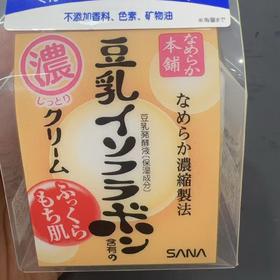 不添加香料、色素、矿物油
なめらか本舗
濃
しっとり
クリーム
豆乳イソフラボン
含有の
豆乳発酵液(保湿成分)
なめらか濃縮製法
ふっくら
もち肌
SANA